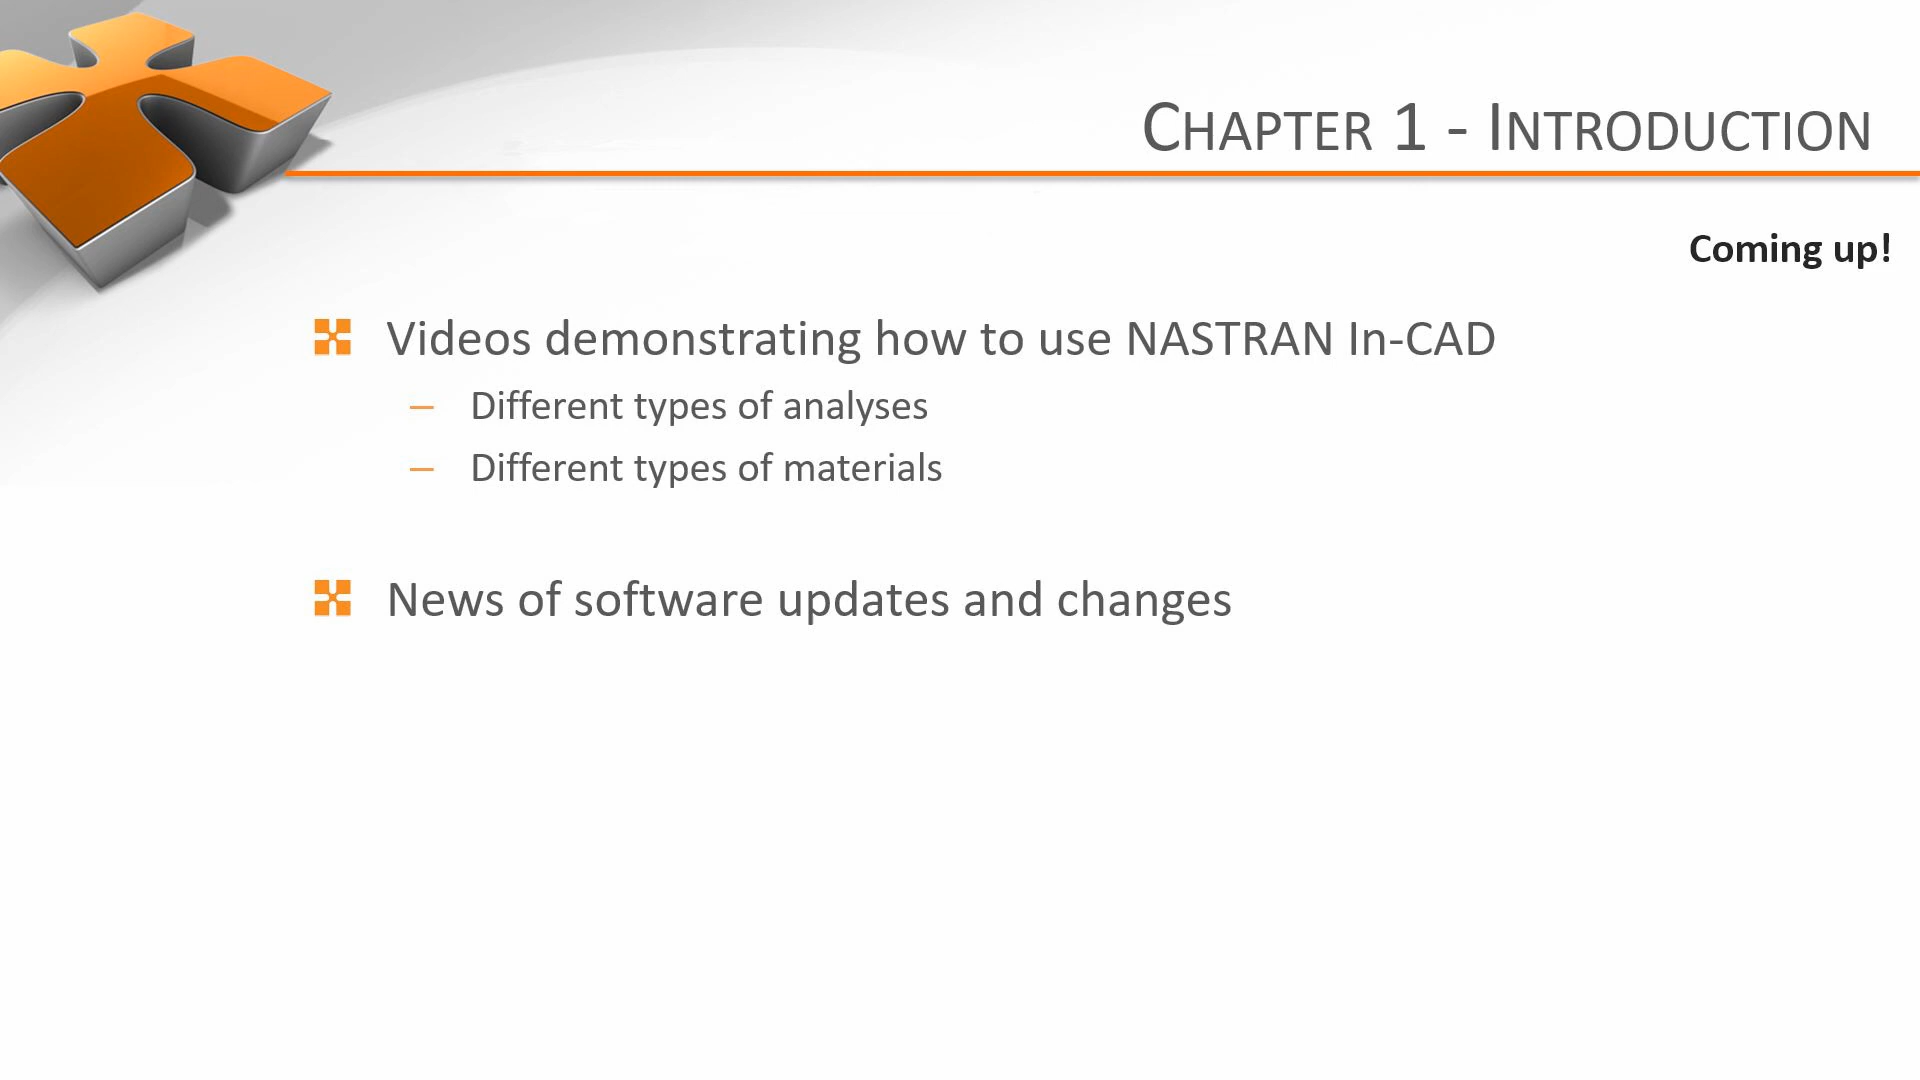 CHAPTER 1 - INTRODUCTION
Coming up!
Videos demonstrating how to use NASTRAN In-CAD
– Different types of analyses
– Different types of materials
News of software updates and changes